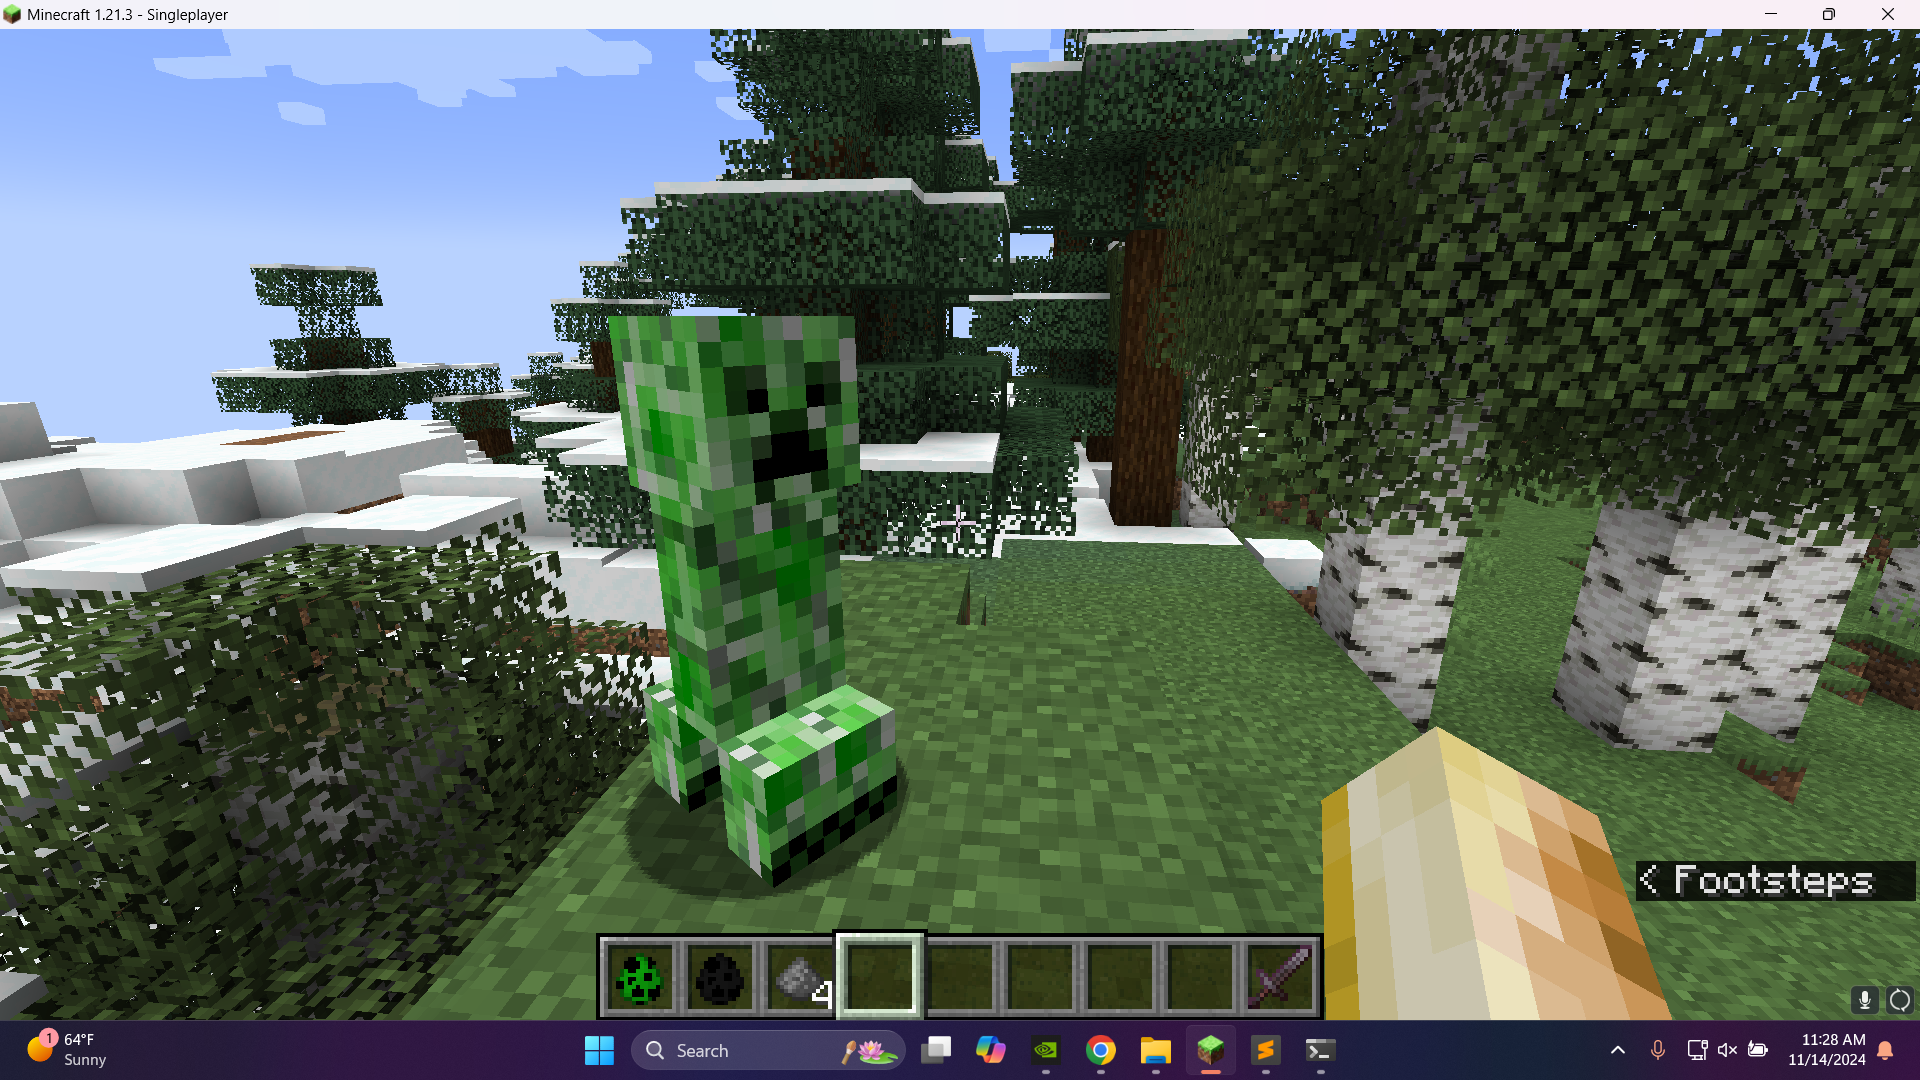 Minecraft 1.21.3 - Singleplayer
< Footsteps
4
1
64°F
Sunny
Search
11:28 AM
11/14/2024